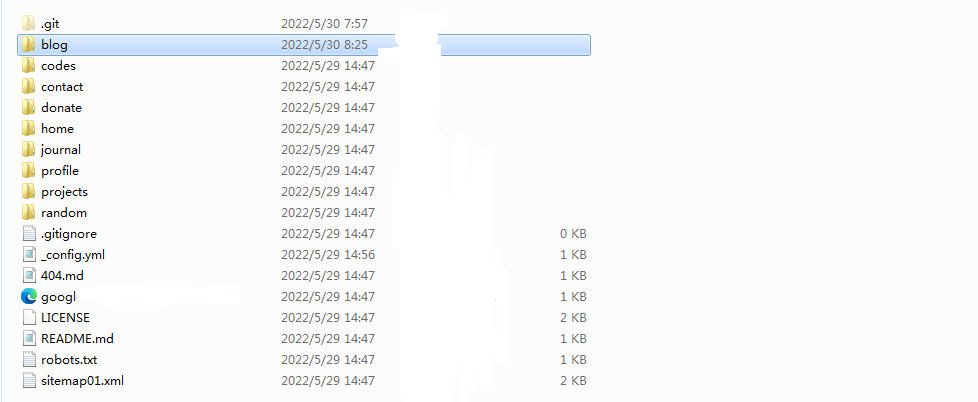 .git 2022/5/30 7:57
blog 2022/5/30 8:25
codes 2022/5/29 14:47
contact 2022/5/29 14:47
donate 2022/5/29 14:47
home 2022/5/29 14:47
journal 2022/5/29 14:47
profile 2022/5/29 14:47
projects 2022/5/29 14:47
random 2022/5/29 14:47
.gitignore 2022/5/29 14:47 0 KB
_config.yml 2022/5/29 14:56 1 KB
404.md 2022/5/29 14:47 1 KB
googl 2022/5/29 14:47 1 KB
LICENSE 2022/5/29 14:47 2 KB
README.md 2022/5/29 14:47 1 KB
robots.txt 2022/5/29 14:47 1 KB
sitemap01.xml 2022/5/29 14:47 2 KB